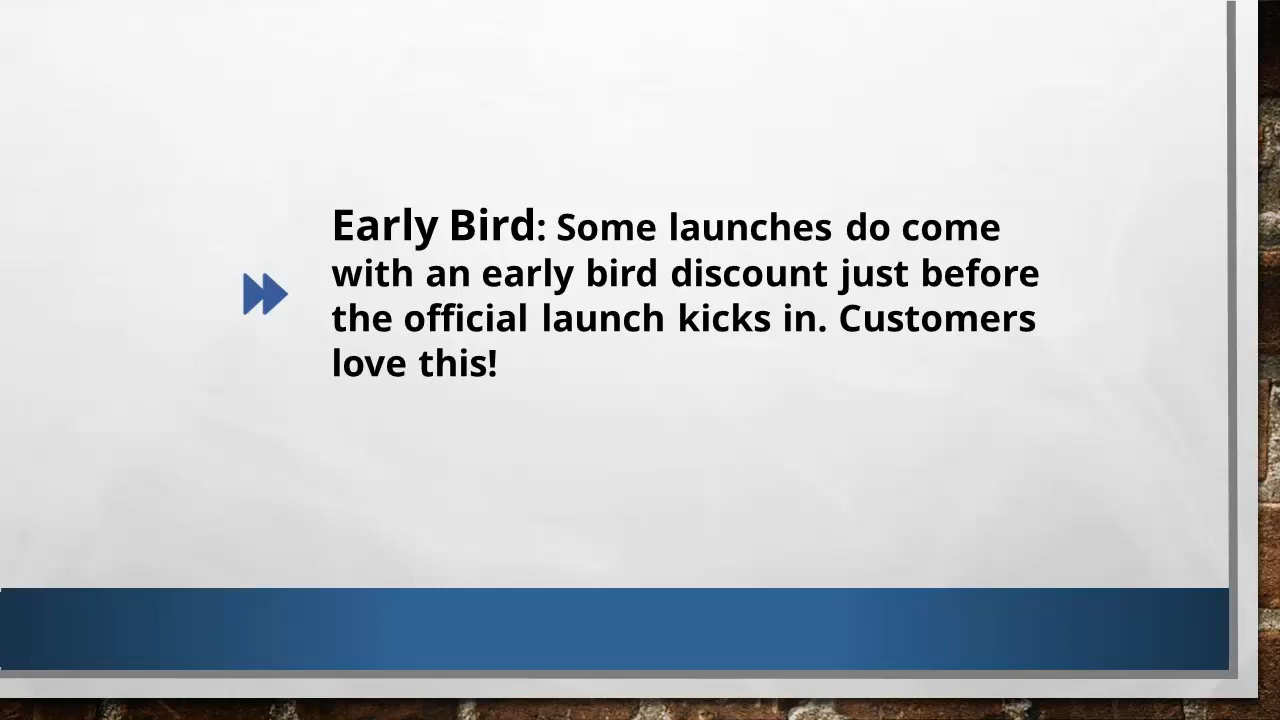 Early Bird: Some launches do come
with an early bird discount just before
the official launch kicks in. Customers
love this!